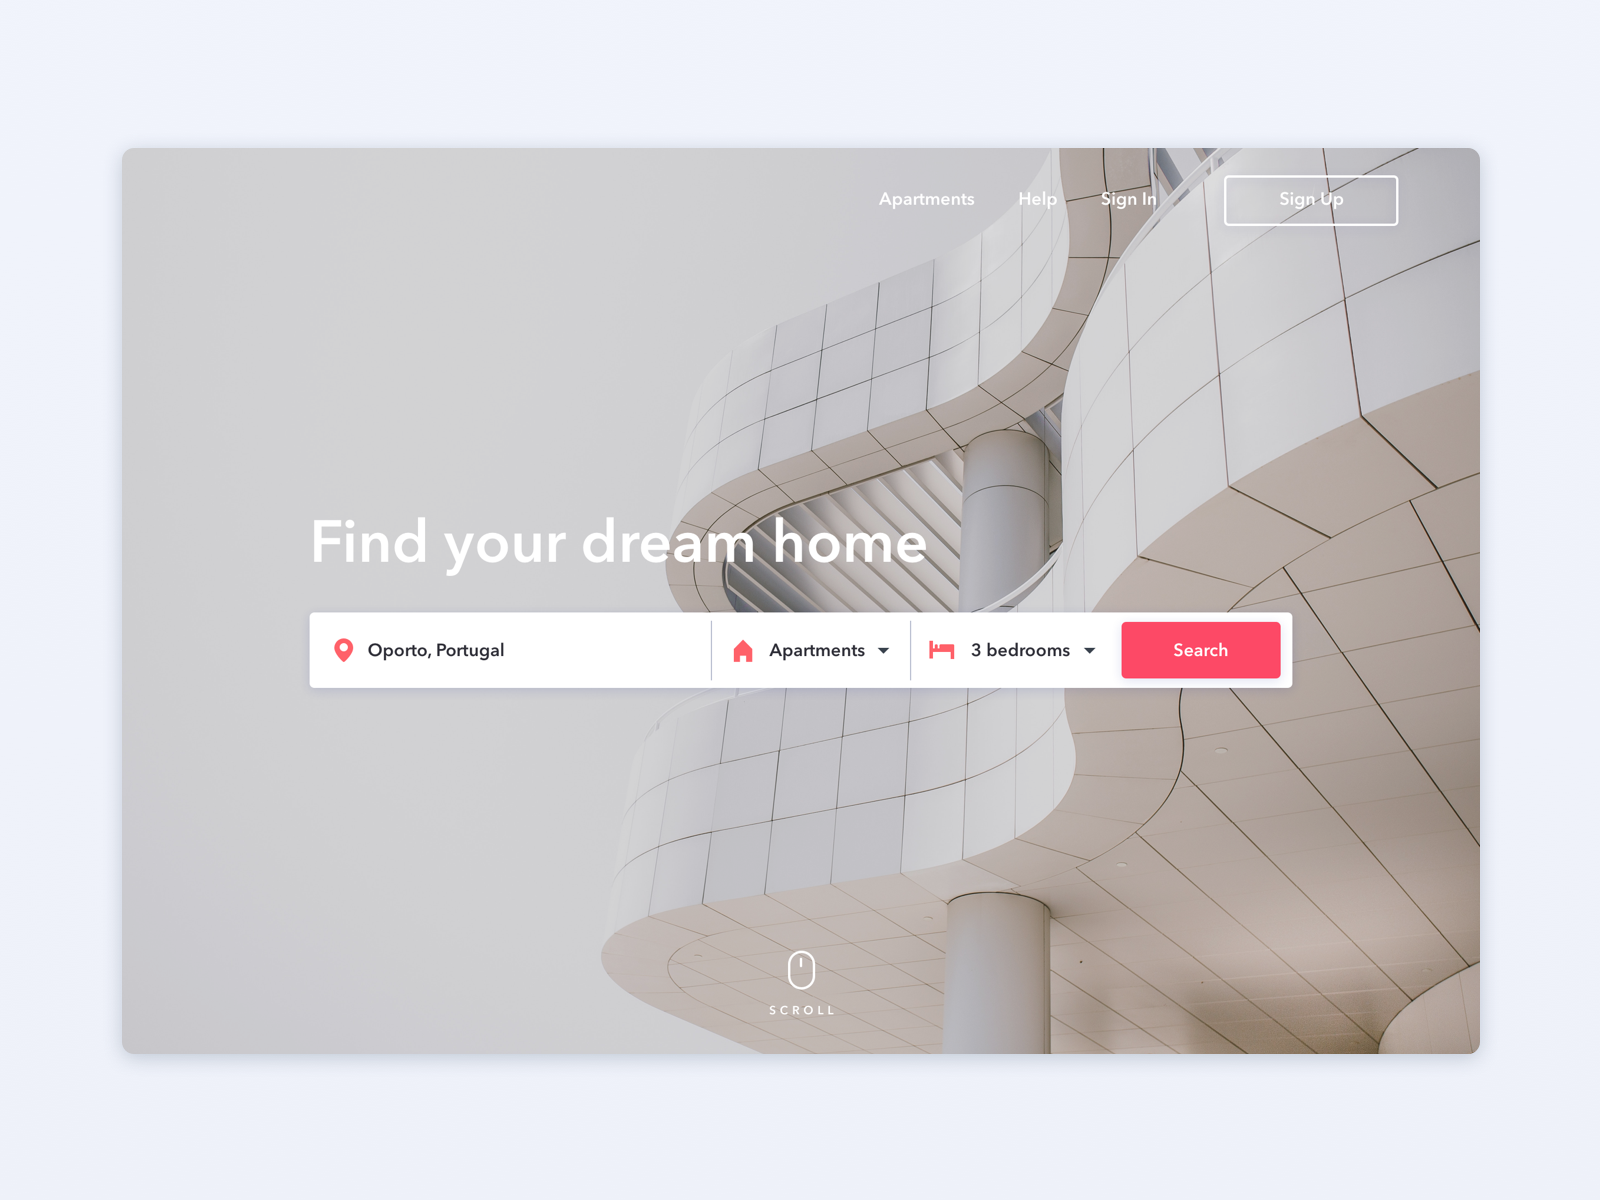 Apartments Help Sign In Sign Up
Find your dream home
Oporto, Portugal Apartments 3 bedrooms Search
SCROLL